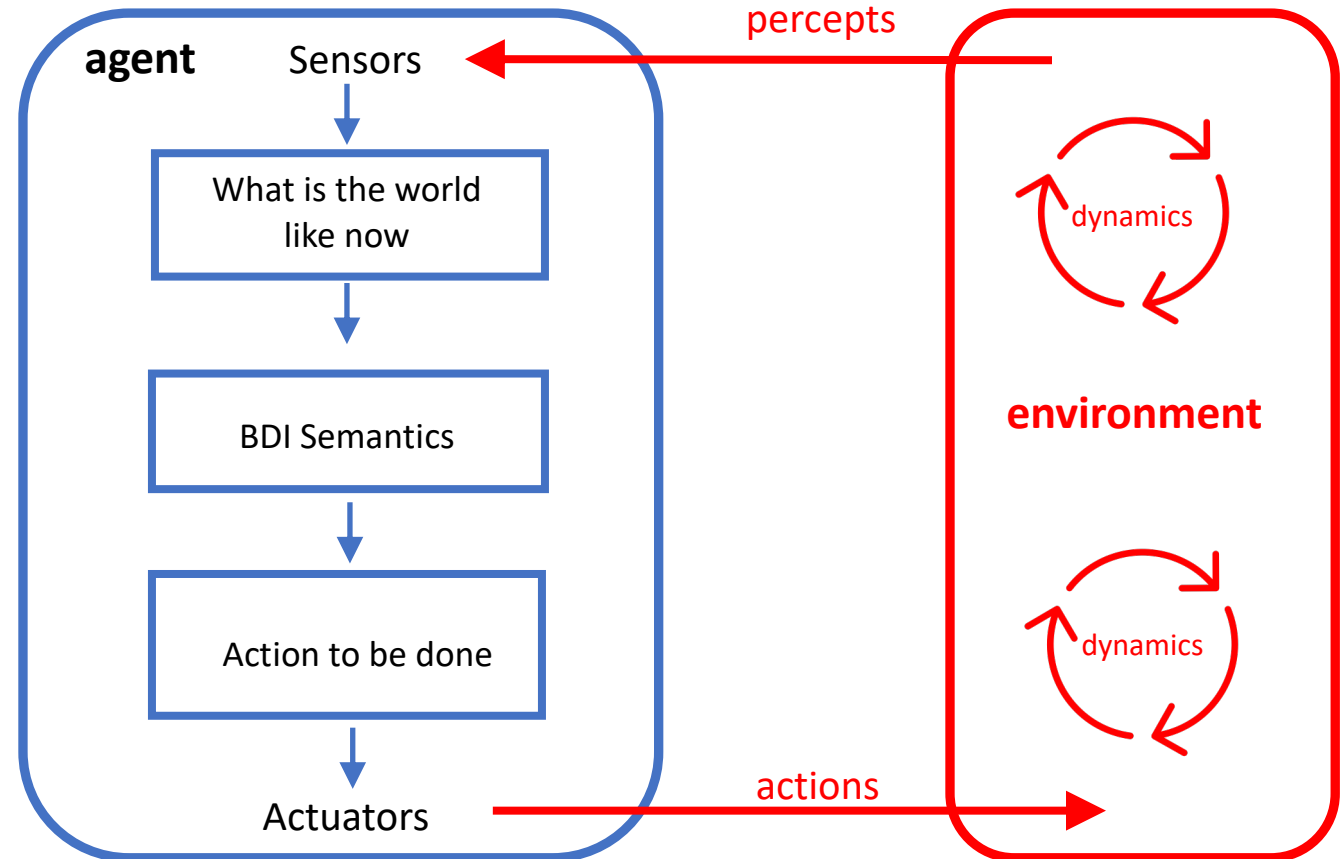 percepts
agent
Sensors
What is the world
like now
dynamics
BDI Semantics
environment
Action to be done
dynamics
actions
Actuators